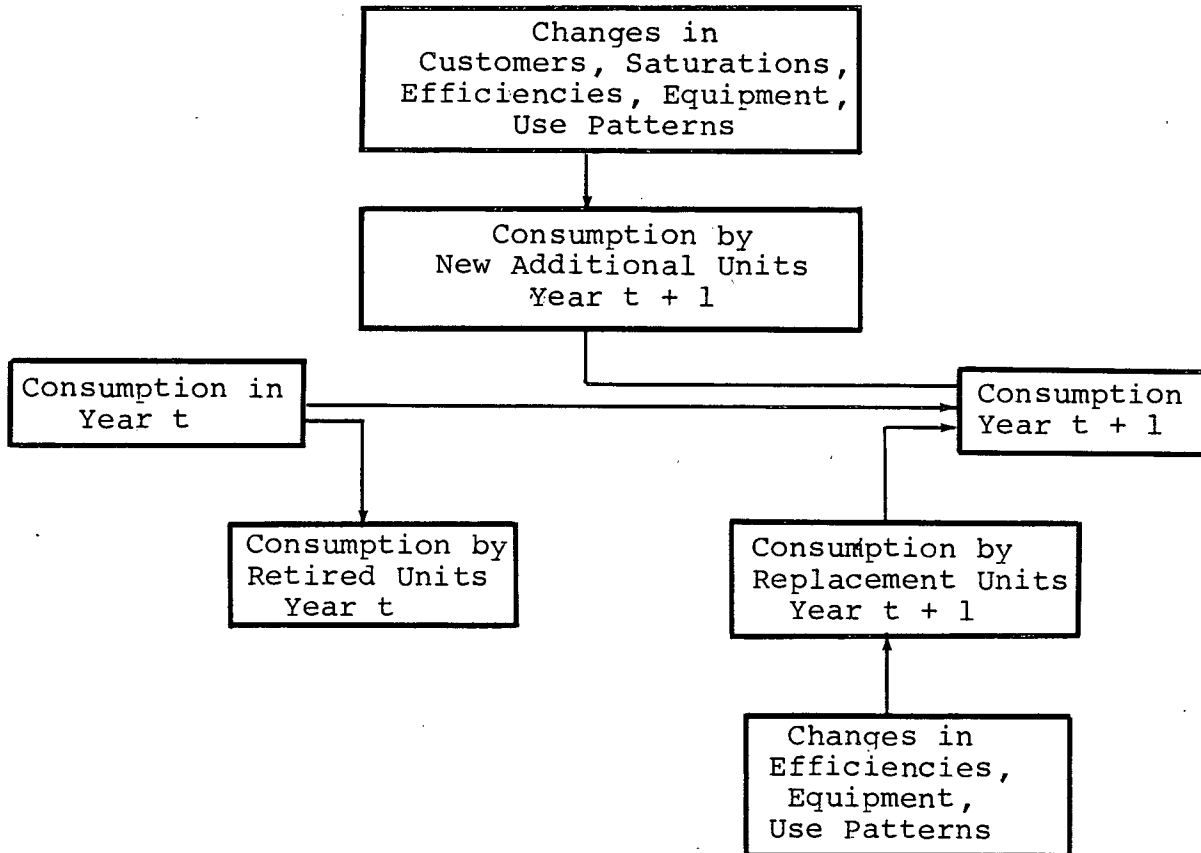 Changes in
Customers, Saturations,
Efficiencies, Equipment,
Use Patterns
Consumption by
New Additional Units
Year t + 1
Consumption in
Year t
Consumption
Year t + 1
Consumption by
Retired Units
Year t
Consumption by
Replacement Units
Year t + 1
Changes in
Efficiencies,
Equipment,
Use Patterns